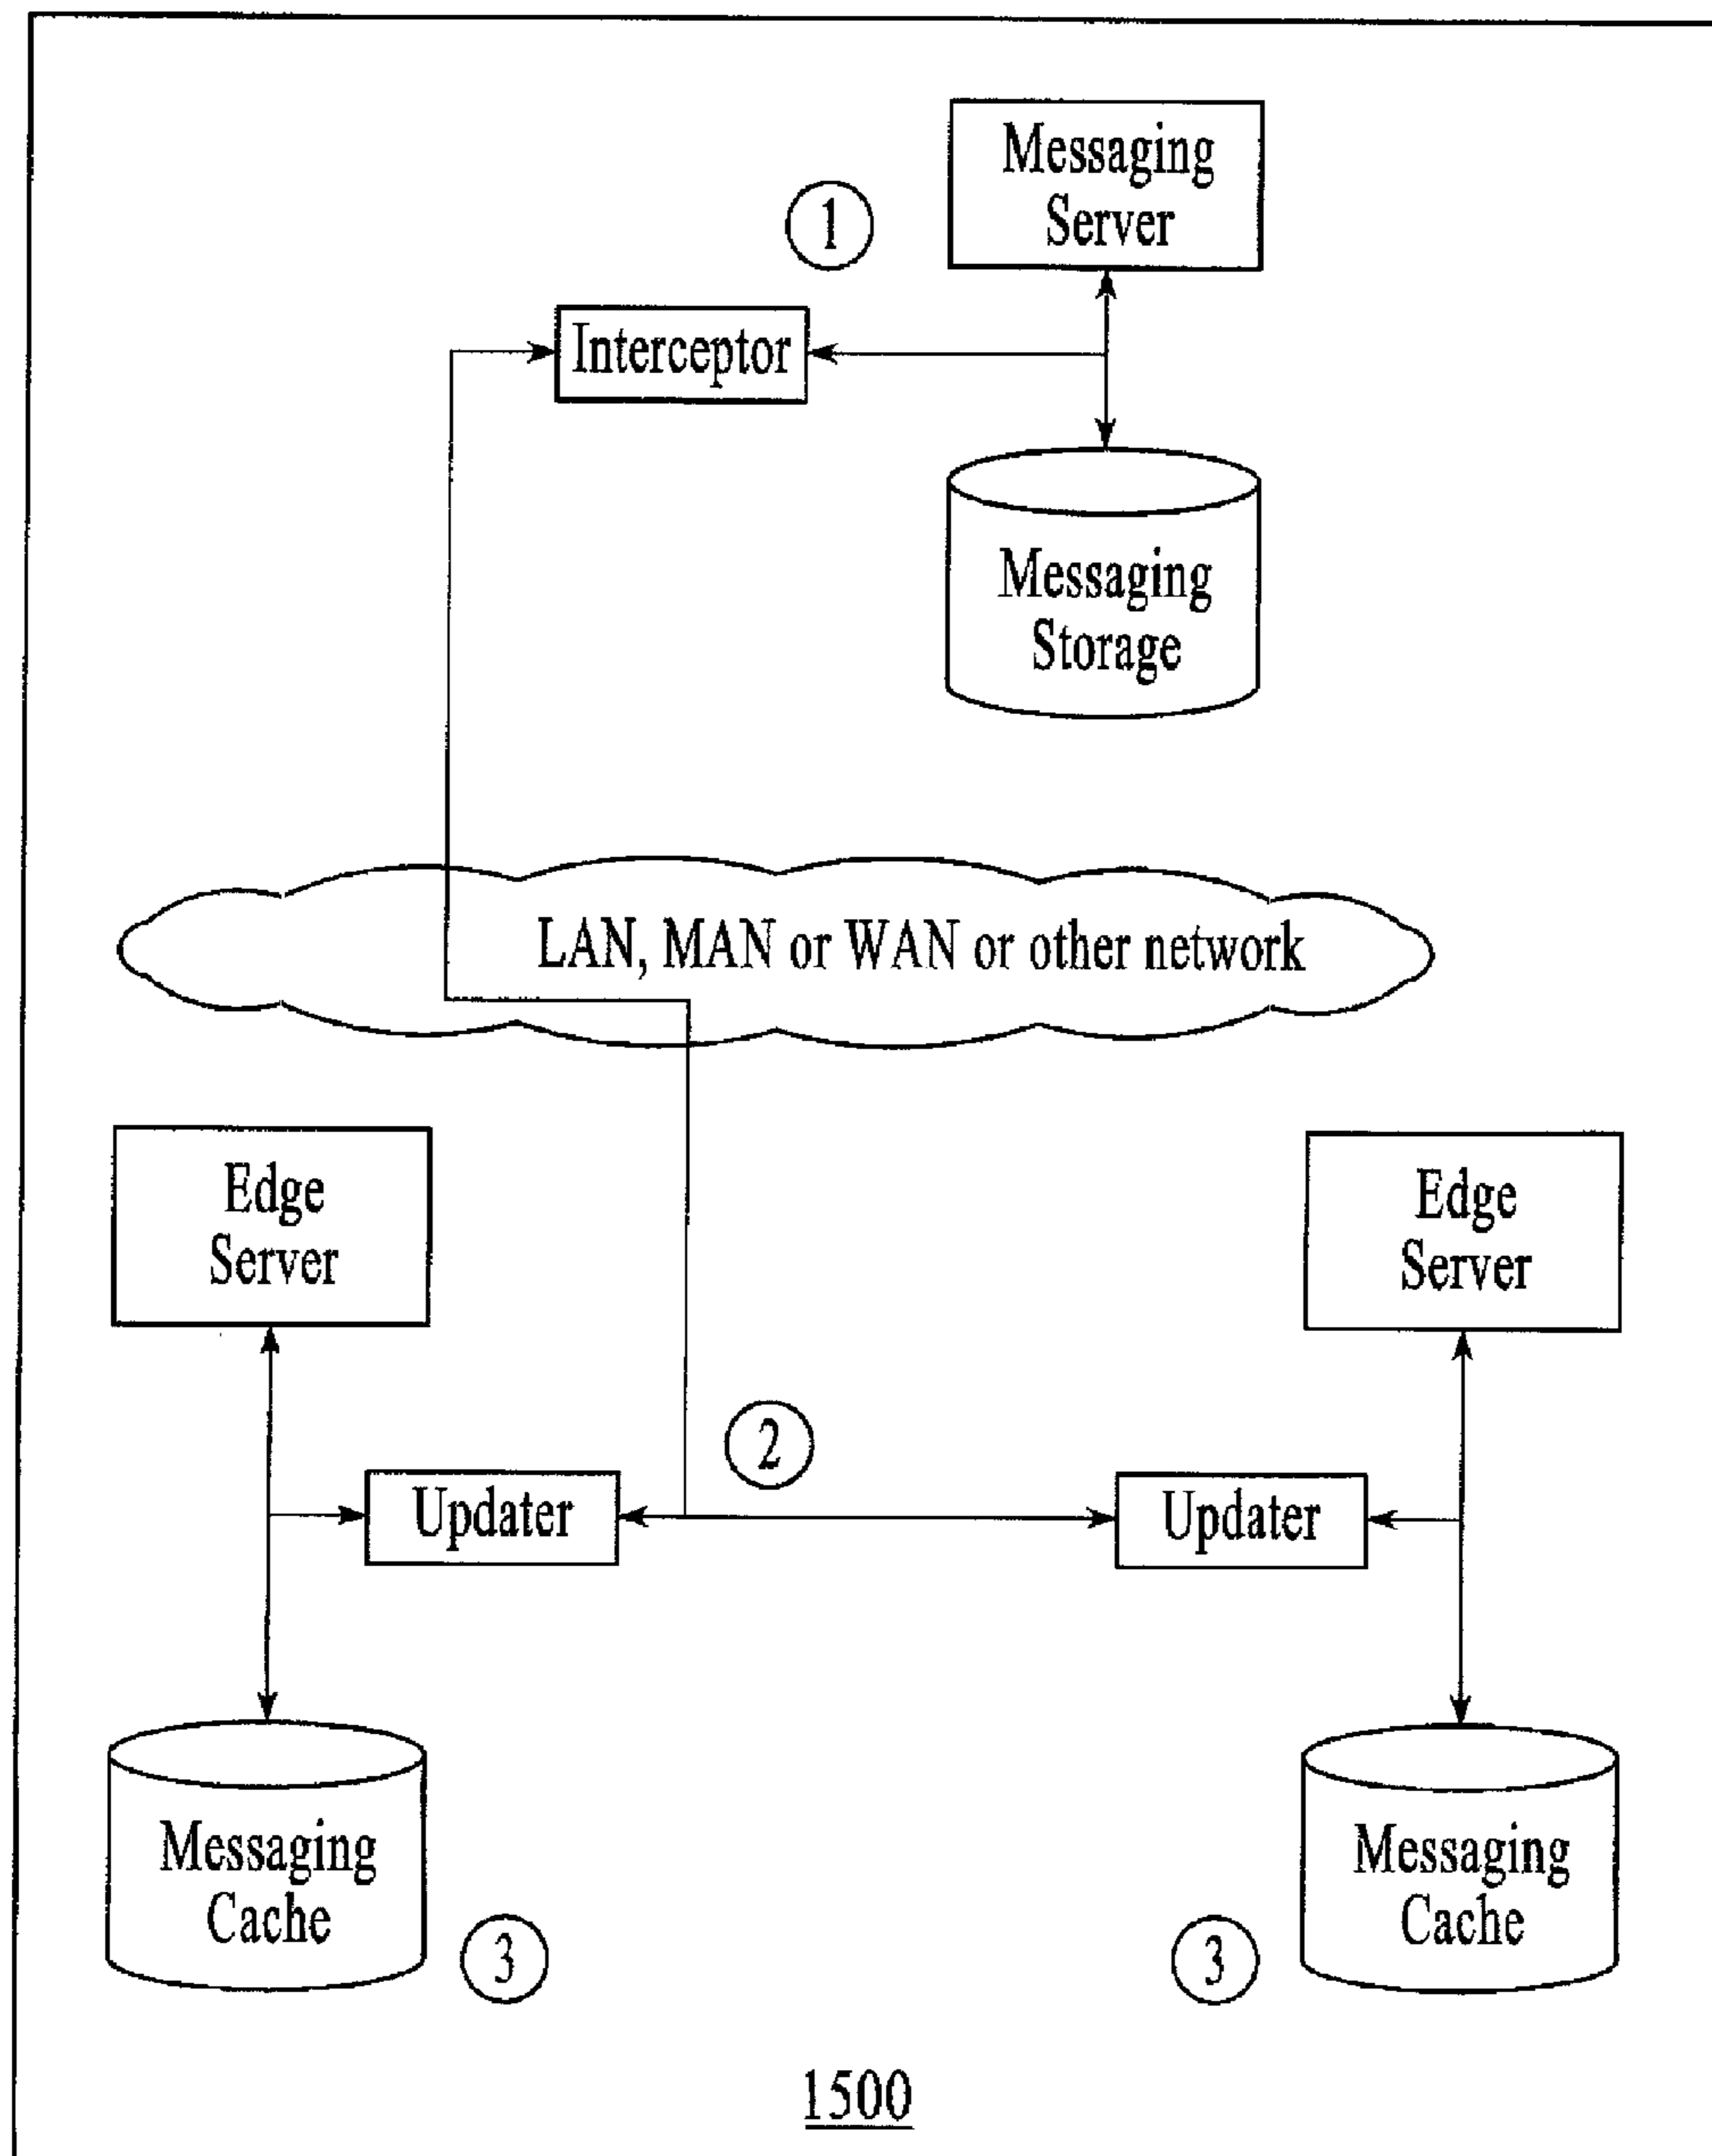 Messaging
Server
1
Interceptor
Messaging
Storage
LAN, MAN or WAN or other network
Edge
Server
Edge
Server
2
Updater
Updater
Messaging
Cache
3
Messaging
Cache
3
1500